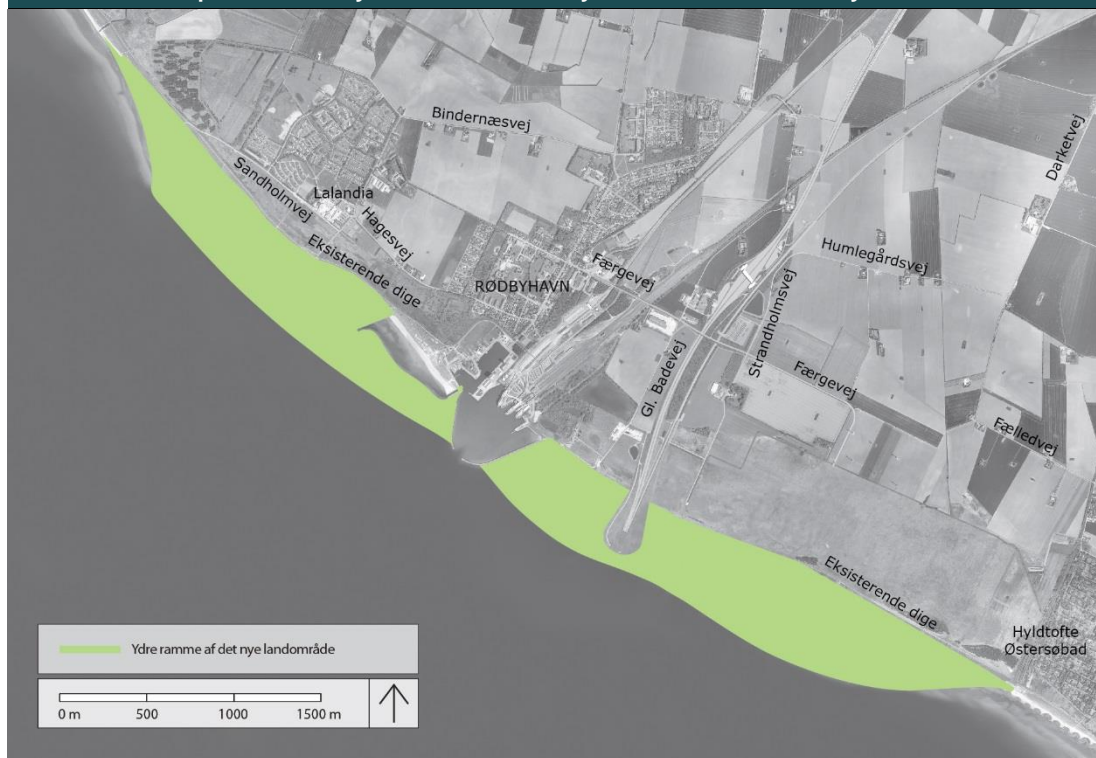 Bindernæsvej
Darketvej
Sandholmvej
Lalandia
Hagesvej
Eksisterende dige
Færgevej
Humlegårdsvej
RØDBYHAVN
Strandholmsvej
Gl. Badevej
Færgevej
Fælledvej
Eksisterende dige
Hyldtofte
Østersøbad
Ydre ramme af det nye landområde
0 m 500 1000 1500 m